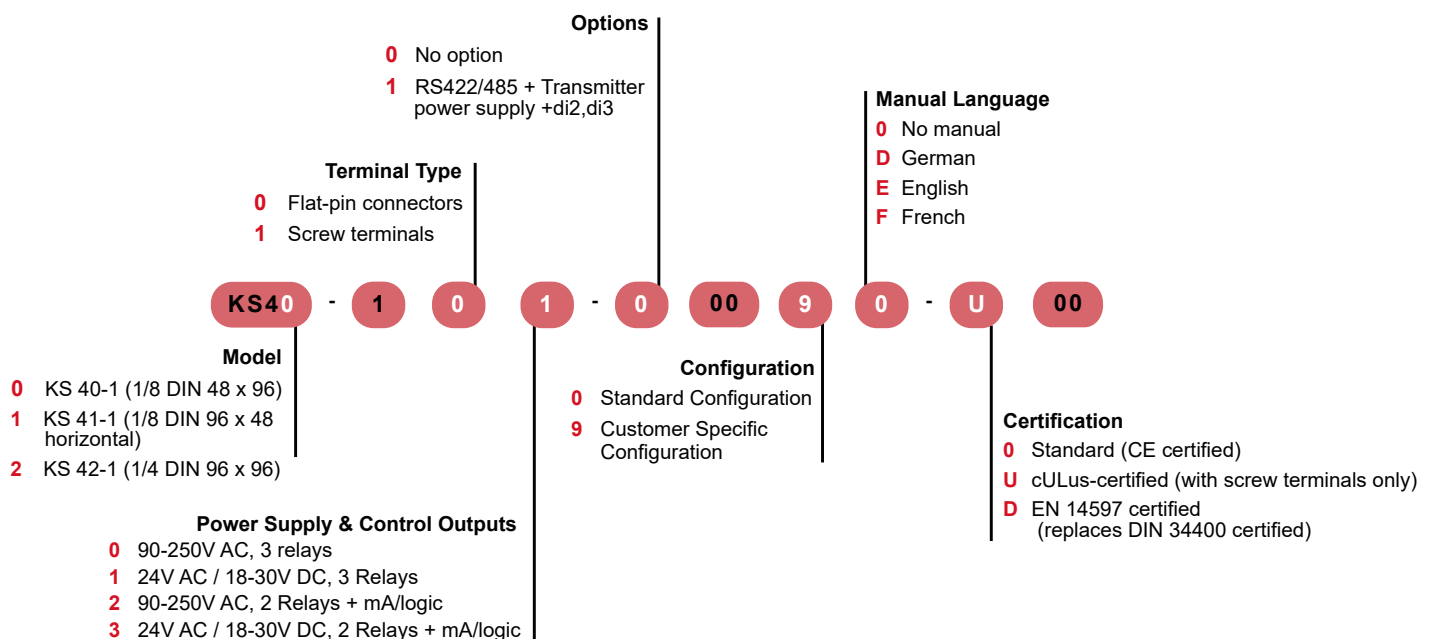 Options
0 No option
1 RS422/485 + Transmitter
power supply +di2,di3
Manual Language
0 No manual
D German
E English
F French
Terminal Type
0 Flat-pin connectors
1 Screw terminals
KS40 - 1 0 1 - 0 00 9 0 - U 00
Model
0 KS 40-1 (1/8 DIN 48 x 96)
1 KS 41-1 (1/8 DIN 96 x 48
horizontal)
2 KS 42-1 (1/4 DIN 96 x 96)
Configuration
0 Standard Configuration
9 Customer Specific
Configuration
Certification
0 Standard (CE certified)
U cULus-certified (with screw terminals only)
D EN 14597 certified
(replaces DIN 34400 certified)
Power Supply & Control Outputs
0 90-250V AC, 3 relays
1 24V AC / 18-30V DC, 3 Relays
2 90-250V AC, 2 Relays + mA/logic
3 24V AC / 18-30V DC, 2 Relays + mA/logic